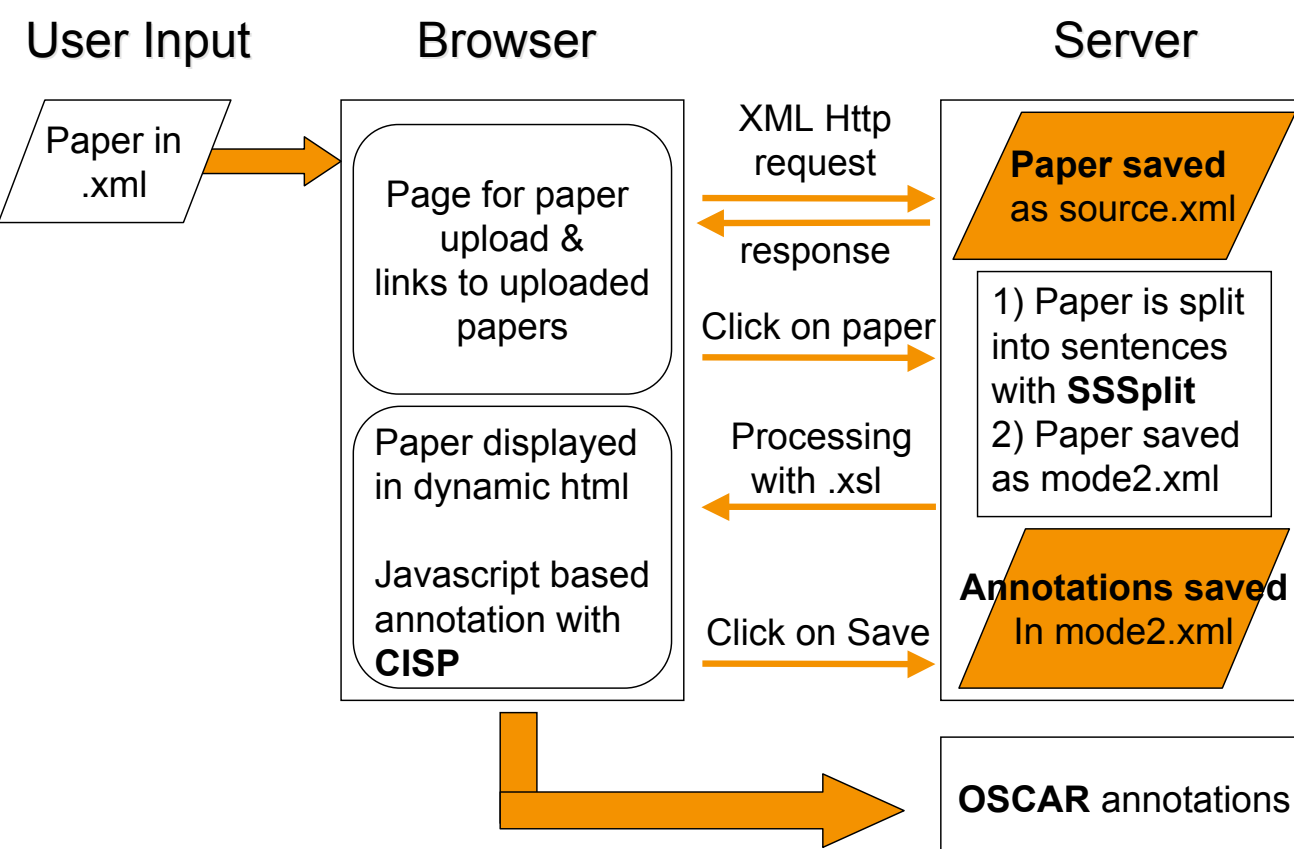 User Input
Browser
Server
Paper in
.xml
Page for paper
upload &
links to uploaded
papers
Paper displayed
in dynamic html
Javascript based
annotation with
CISP
XML Http
request
response
Click on paper
Processing
with .xsl
Click on Save
Paper saved
as source.xml
1) Paper is split
into sentences
with SSSplit
2) Paper saved
as mode2.xml
Annotations saved
In mode2.xml
OSCAR annotations